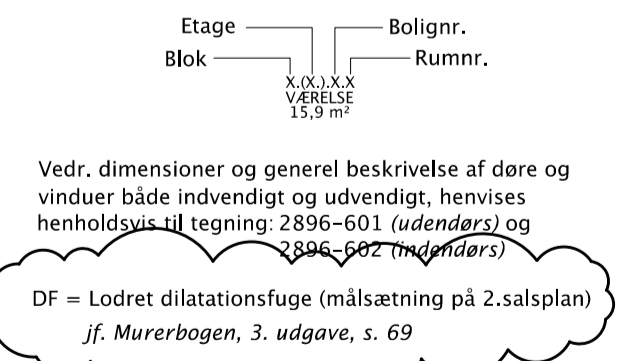 Etage
Bolignr.
Blok
Rumnr.
X.(X.).X.X
VÆRELSE
15,9 m²
Vedr. dimensioner og generel beskrivelse af døre og
vinduer både indvendigt og udvendigt, henvises
henholdsvis til tegning: 2896-601 (udendørs) og
2896-602 (indendørs)
DF = Lodret dilatationsfuge (målsætning på 2.salsplan)
jf. Murerbogen, 3. udgave, s. 69